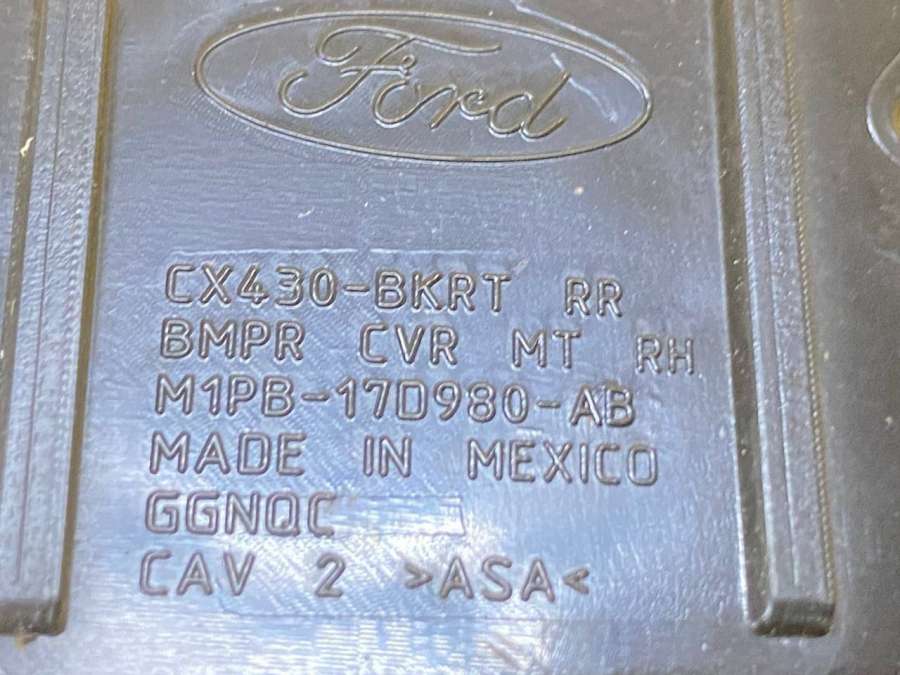 Ford
CX430-BKRT RR
BMPR CVR MT RH
M1PB-17D980-AB
MADE IN MEXICO
GGNQC
CAV 2 >ASA<